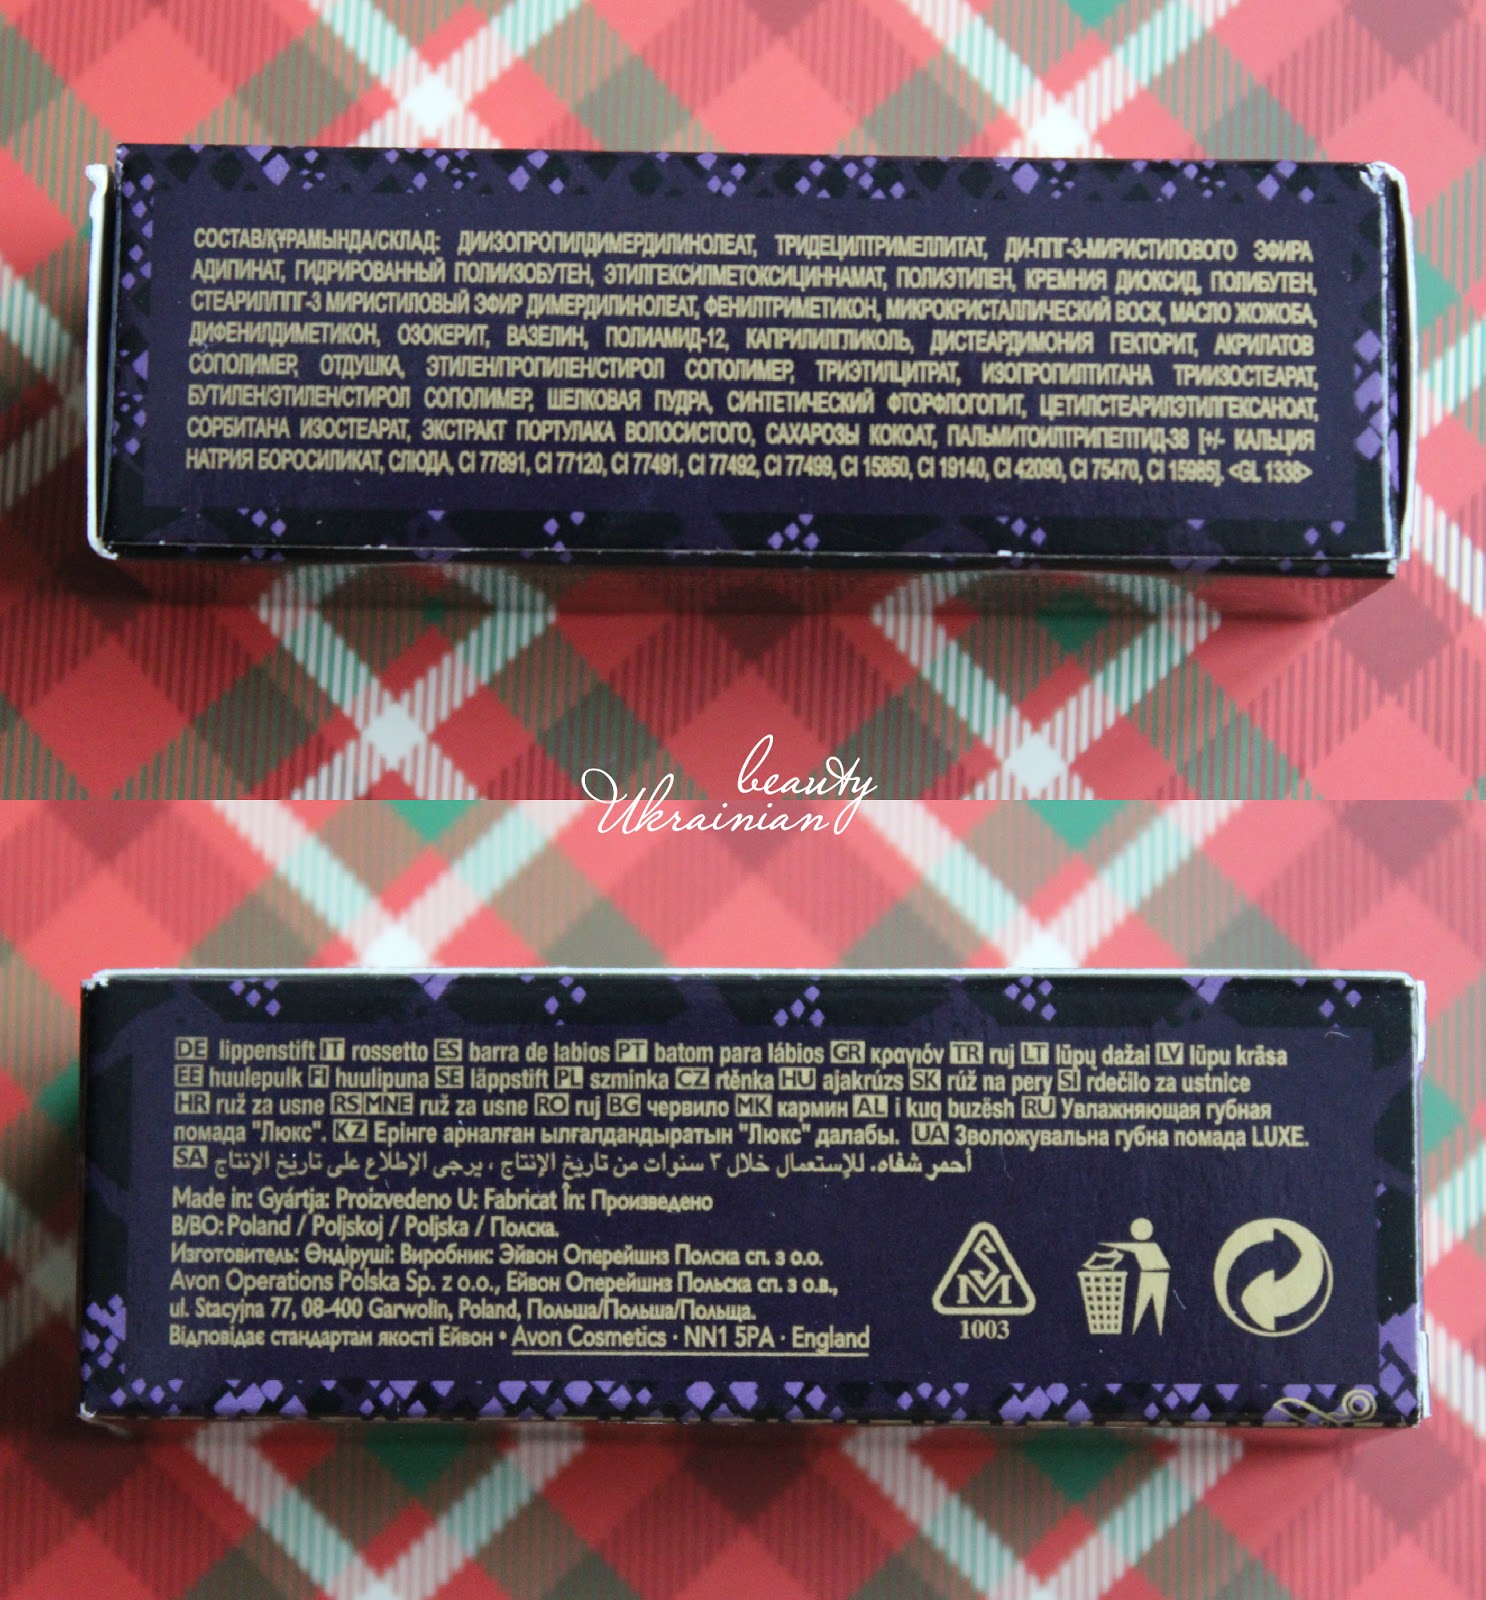 СОСТАВ/ҚҰРАМЫНДА/СКЛАД: ДИИЗОПРОПИЛДИМЕРДИЛИНОЛЕАТ, ТРИДЕЦИЛТРИМЕЛЛИТАТ, ДИ-ППГ-3-МИРИСТИЛОВОГО ЭФИРА
АДИПИНАТ, ГИДРИРОВАННЫЙ ПОЛИИЗОБУТЕН, ЭТИЛГЕКСИЛМЕТОКСИЦИННАМАТ, ПОЛИЭТИЛЕН, КРЕМНИЯ ДИОКСИД, ПОЛИБУТЕН,
СТЕАРИЛ/ППГ-3 МИРИСТИЛОВЫЙ ЭФИР ДИМЕРДИЛИНОЛЕАТ, ФЕНИЛТРИМЕТИКОН, МИКРОКРИСТАЛЛИЧЕСКИЙ ВОСК, МАСЛО ЖОЖОБА,
ДИФЕНИЛДИМЕТИКОН, ОЗОКЕРИТ, ВАЗЕЛИН, ПОЛИАМИД-12, КАПРИЛИЛГЛИКОЛЬ, ДИСТЕАРДИМОНИЯ ГЕКТОРИТ, АКРИЛАТОВ
СОПОЛИМЕР, ОТДУШКА, ЭТИЛЕН/ПРОПИЛЕН/СТИРОЛ СОПОЛИМЕР, ТРИЭТИЛЦИТРАТ, ИЗОПРОПИЛТИТАНА ТРИИЗОСТЕАРАТ,
БУТИЛЕН/ЭТИЛЕН/СТИРОЛ СОПОЛИМЕР, ШЕЛКОВАЯ ПУДРА, СИНТЕТИЧЕСКИЙ ФТОРФЛОГОПИТ, ЦЕТИЛСТЕАРИЛЭТИЛГЕКСАНОАТ,
СОРБИТАНА ИЗОСТЕАРАТ, ЭКСТРАКТ ПОРТУЛАКА ВОЛОСИСТОГО, САХАРОЗЫ КОКОАТ, ПАЛЬМИТОИЛТРИПЕПТИД-38 [+/- КАЛЬЦИЯ
НАТРИЯ БОРОСИЛИКАТ, СЛЮДА, CI 77891, CI 77120, CI 77491, CI 77492, CI 77499, CI 15850, CI 19140, CI 42090, CI 75470, CI 15985]. <GL 1338>
beauty
Ukrainian
DE lippenstift IT rossetto ES barra de labios PT batom para lábios GR κραγιόν TR ruj LT lūpų dažai LV lūpu krāsa
EE huulepulk FI huulipuna SE läppstift PL szminka CZ rtěnka HU ajakrúzs SK rúž na pery SI rdečilo za ustnice
HR ruž za usne RS MNE ruž za usne RO ruj BG червило MK кармин AL i kuq buzësh RU Увлажняющая губная
помада "Люкс". KZ Ерінге арналған ылғалдандыратын "Люкс" далабы. UA Зволожувальна губна помада LUXE.
SA أحمر شفاه. للإستعمال خلال ٣ سنوات من تاريخ الإنتاج ، يرجى الإطلاع على تاريخ الإنتاج
Made in: Gyártja: Proizvedeno U: Fabricat În: Произведено
В/ВО: Poland / Poljskoj / Poljska / Полска.
Изготовитель: Өндіруші: Виробник: Эйвон Оперейшнз Полска сп. з о.о.
Avon Operations Polska Sp. z o.o., Ейвон Оперейшнз Польска сп. з о.в.,
ul. Stacyjna 77, 08-400 Garwolin, Poland, Польша/Польша/Польща.
Відповідає стандартам якості Ейвон • Avon Cosmetics · NN1 5PA · England
SM
1003